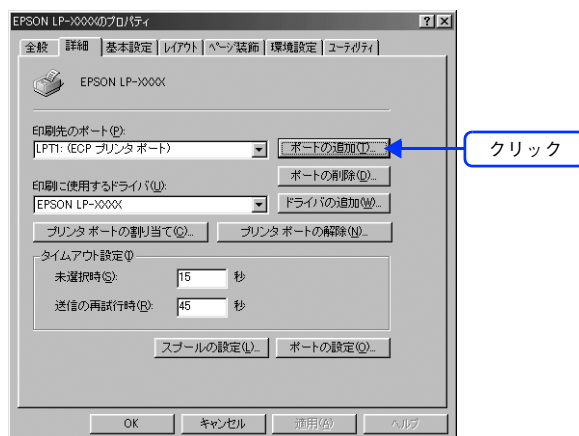 EPSON LP-XXXXのプロパティ
全般 詳細 基本設定 レイアウト ページ装飾 環境設定 ユーティリティ
EPSON LP-XXXX
印刷先のポート(P):
LPT1: (ECP プリンタ ポート)
ポートの追加(T)...
クリック
ポートの削除(D)...
印刷に使用するドライバ(U):
EPSON LP-XXXX
ドライバの追加(W)...
プリンタ ポートの割り当て(C)...
プリンタ ポートの解除(N)...
タイムアウト設定(I)
未選択時(S): 15 秒
送信の再試行時(R): 45 秒
スプールの設定(L)...
ポートの設定(O)...
OK キャンセル 適用(A) ヘルプ